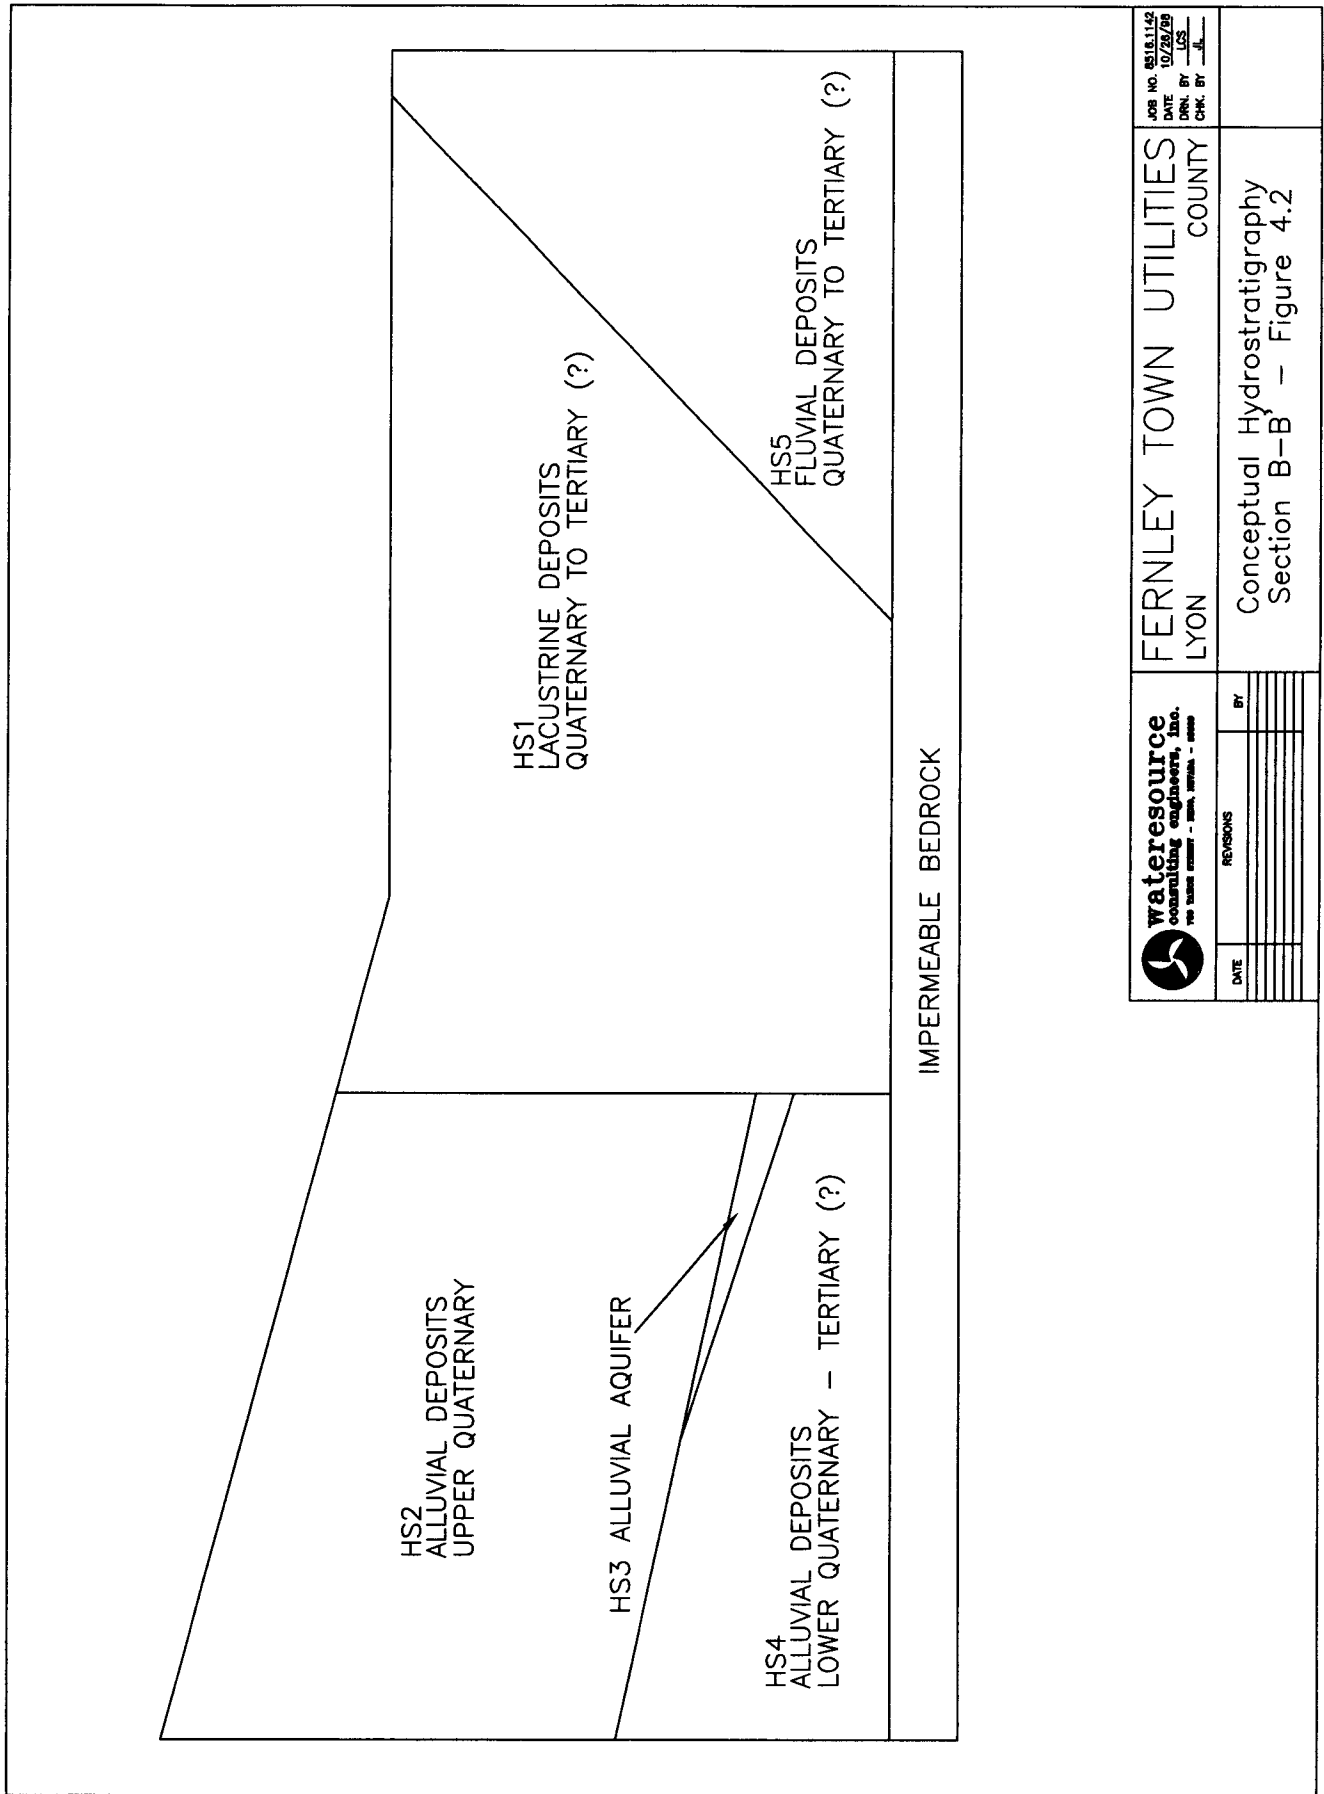 HS2
ALLUVIAL DEPOSITS
UPPER QUATERNARY
HS3 ALLUVIAL AQUIFER
HS4
ALLUVIAL DEPOSITS
LOWER QUATERNARY – TERTIARY (?)
HS1
LACUSTRINE DEPOSITS
QUATERNARY TO TERTIARY (?)
HS5
FLUVIAL DEPOSITS
QUATERNARY TO TERTIARY (?)
IMPERMEABLE BEDROCK
Wateresource
consulting engineers, inc.
DATE
REVISIONS
BY
FERNLEY TOWN UTILITIES
LYON COUNTY
JOB NO. 8518.1142
DATE 10/26/98
DRN. BY LCS
CHK. BY JL
Conceptual Hydrostratigraphy
Section B–B' – Figure 4.2